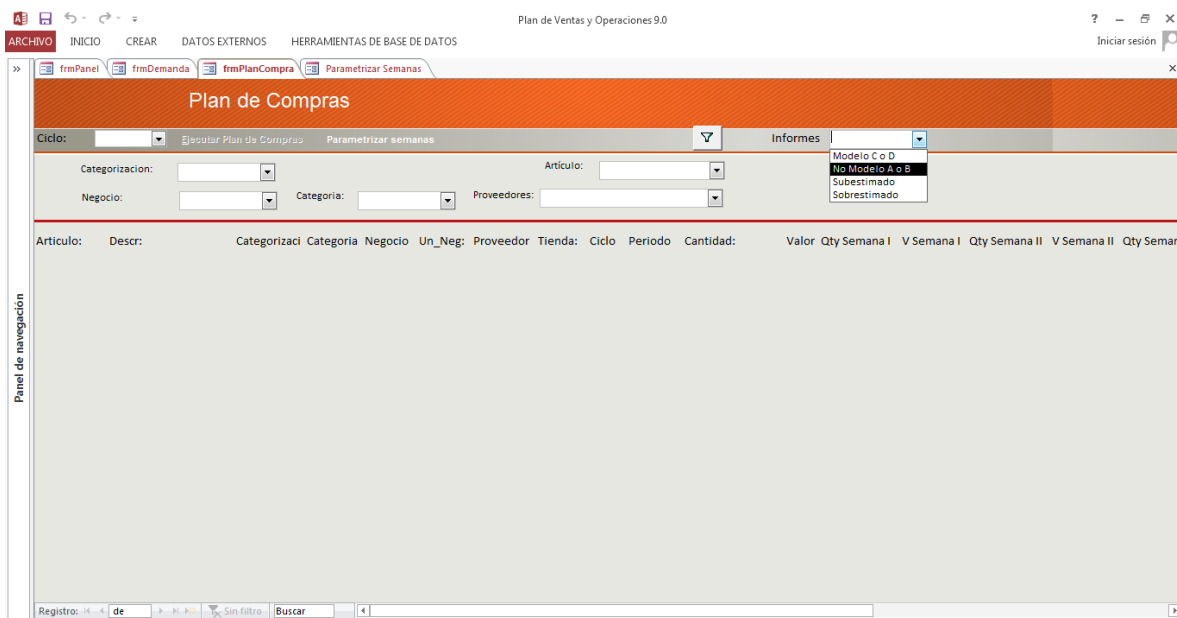 Plan de Ventas y Operaciones 9.0
?
ARCHIVO INICIO CREAR DATOS EXTERNOS HERRAMIENTAS DE BASE DE DATOS Iniciar sesión
» frmPanel frmDemanda frmPlanCompra Parametrizar Semanas
Plan de Compras
Ciclo: Ejecutar Plan de Compras Parametrizar semanas Informes
Modelo C o D
No Modelo A o B
Subestimado
Sobrestimado
Categorizacion: Artículo:
Negocio: Categoria: Proveedores:
Articulo: Descr: Categorizaci Categoria Negocio Un_Neg: Proveedor Tienda: Ciclo Periodo Cantidad: Valor Qty Semana I V Semana I Qty Semana II V Semana II Qty Semar
Panel de navegación
Registro: de Sin filtro Buscar